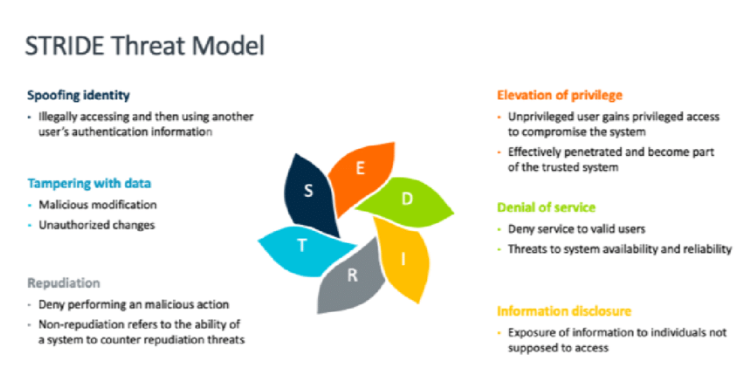 STRIDE Threat Model
Spoofing identity
• Illegally accessing and then using another
user's authentication information
Tampering with data
• Malicious modification
• Unauthorized changes
Repudiation
• Deny performing an malicious action
• Non-repudiation refers to the ability of
a system to counter repudiation threats
S
E
D
T
I
R
Elevation of privilege
• Unprivileged user gains privileged access
to compromise the system
• Effectively penetrated and become part
of the trusted system
Denial of service
• Deny service to valid users
• Threats to system availability and reliability
Information disclosure
• Exposure of information to individuals not
supposed to access